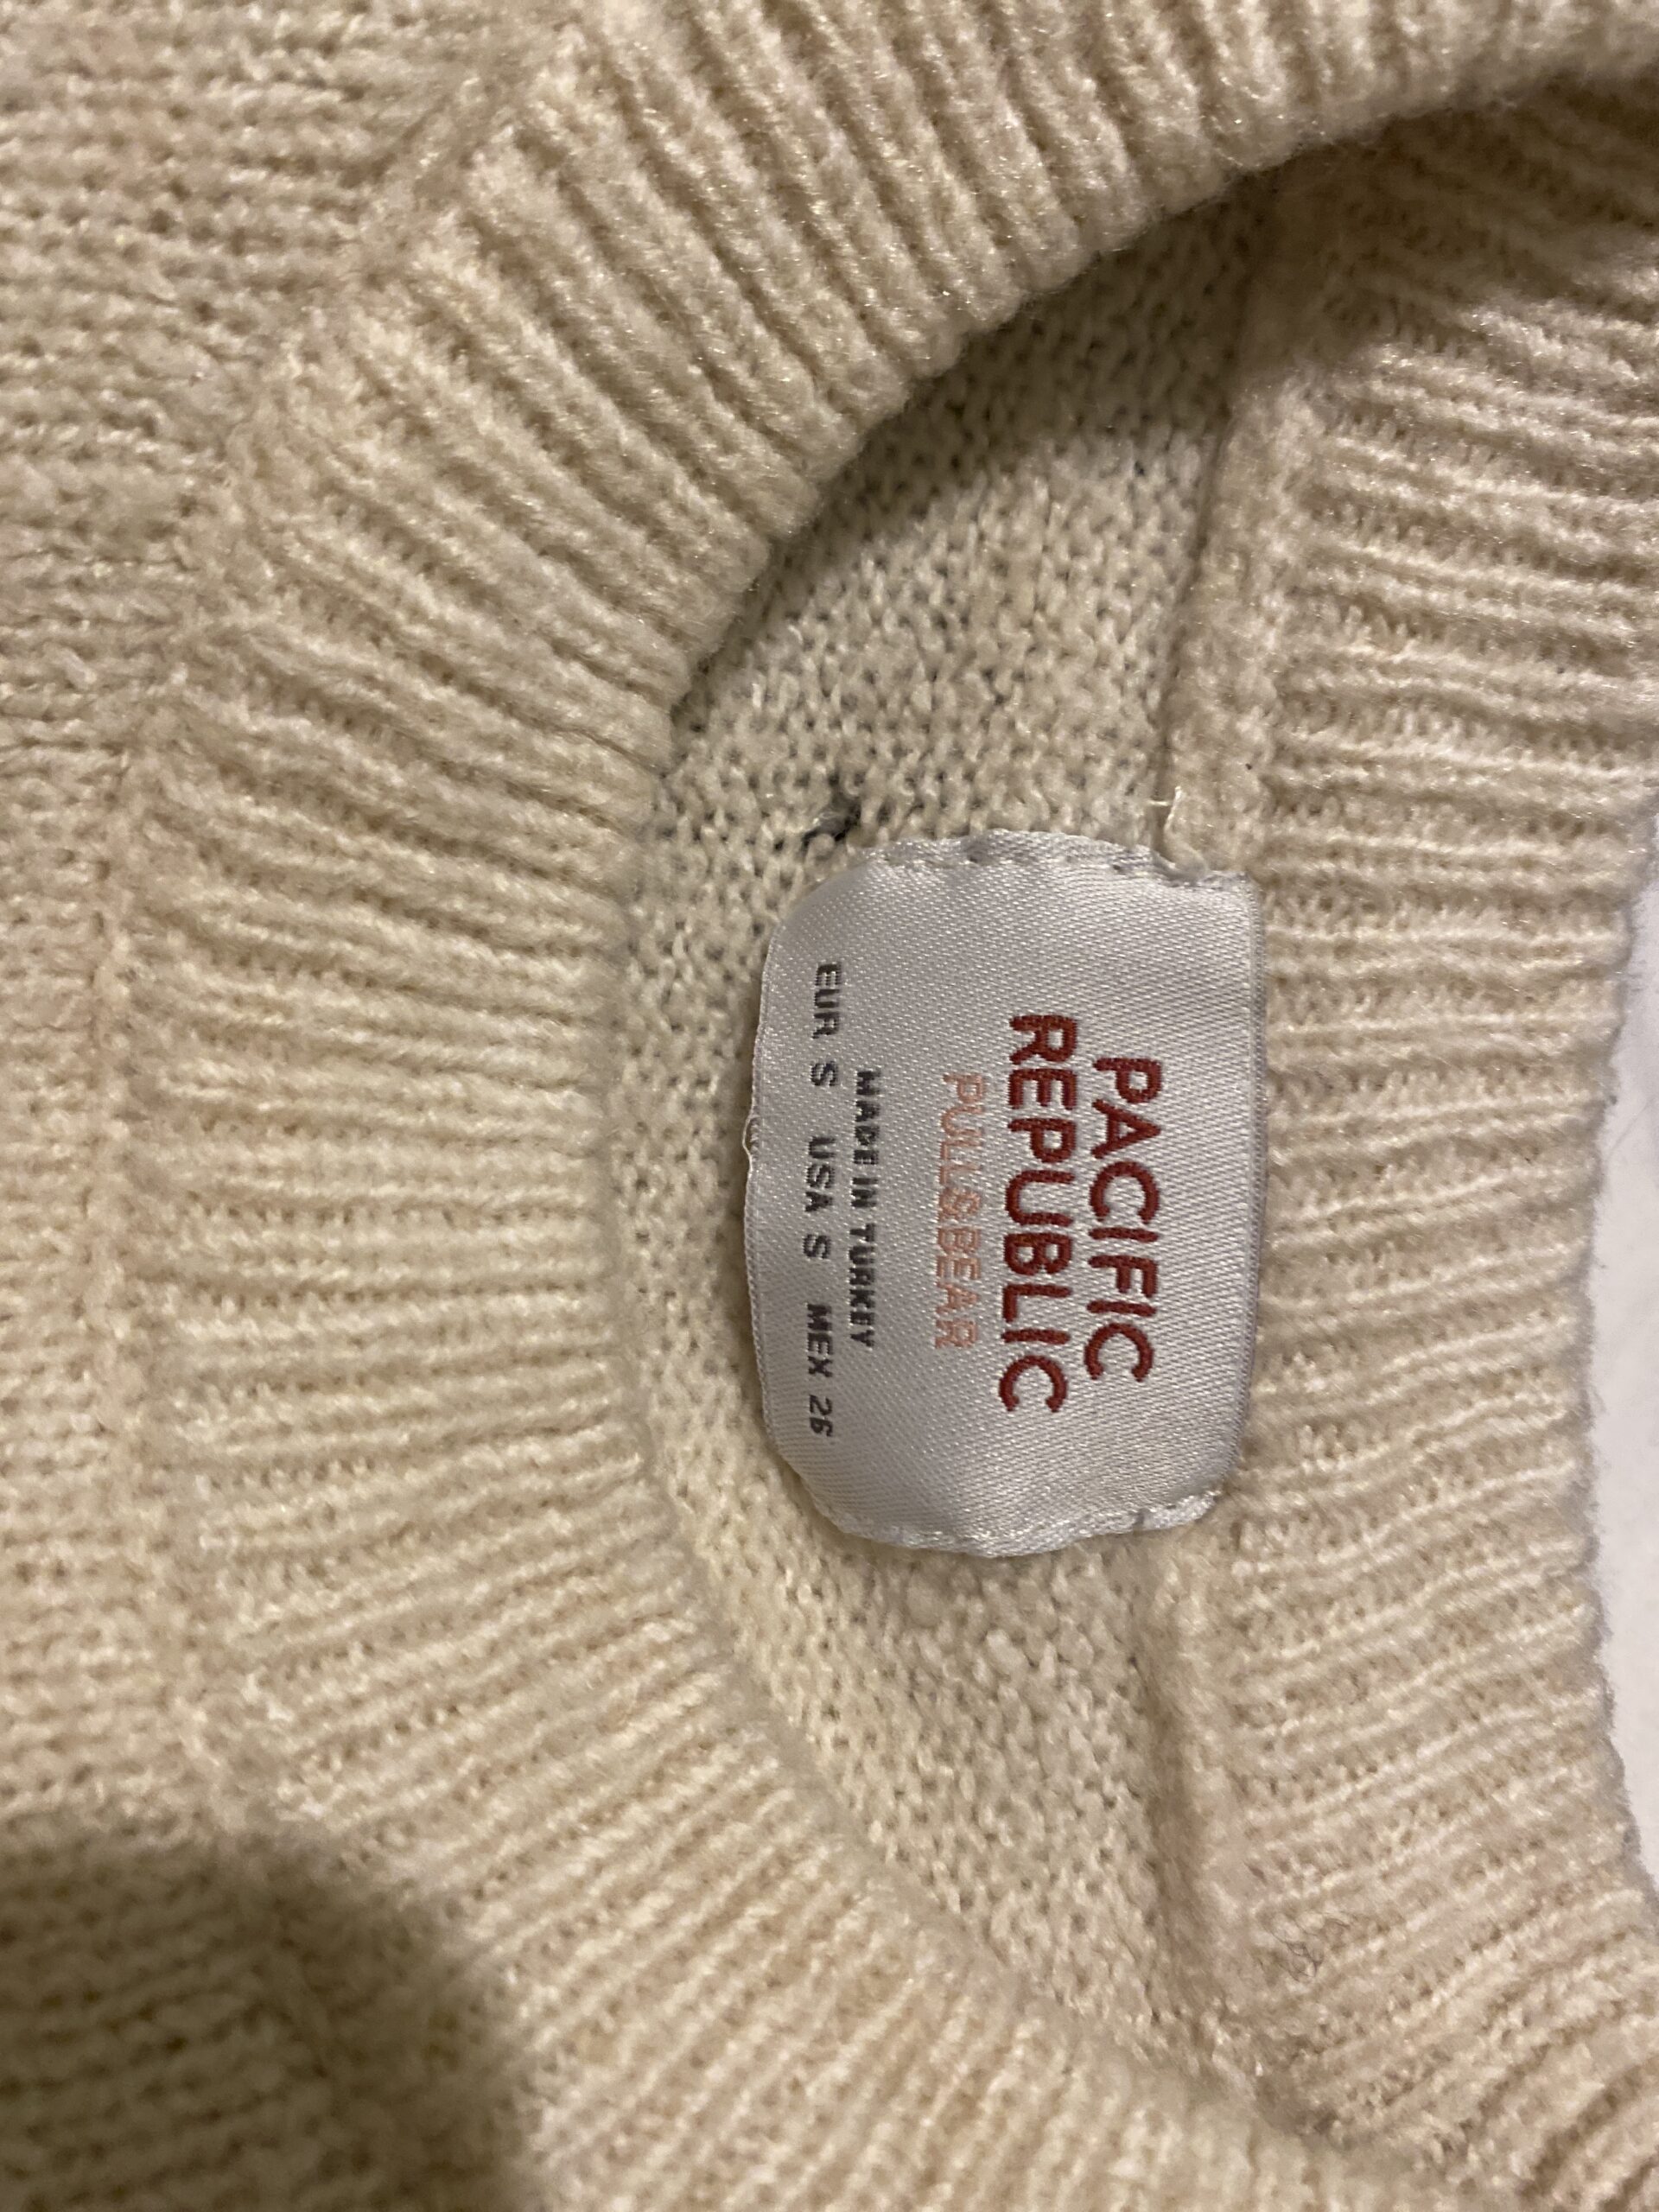 PACIFIC
REPUBLIC
PULL&BEAR
MADE IN TURKEY
EUR S USA S MEX 26